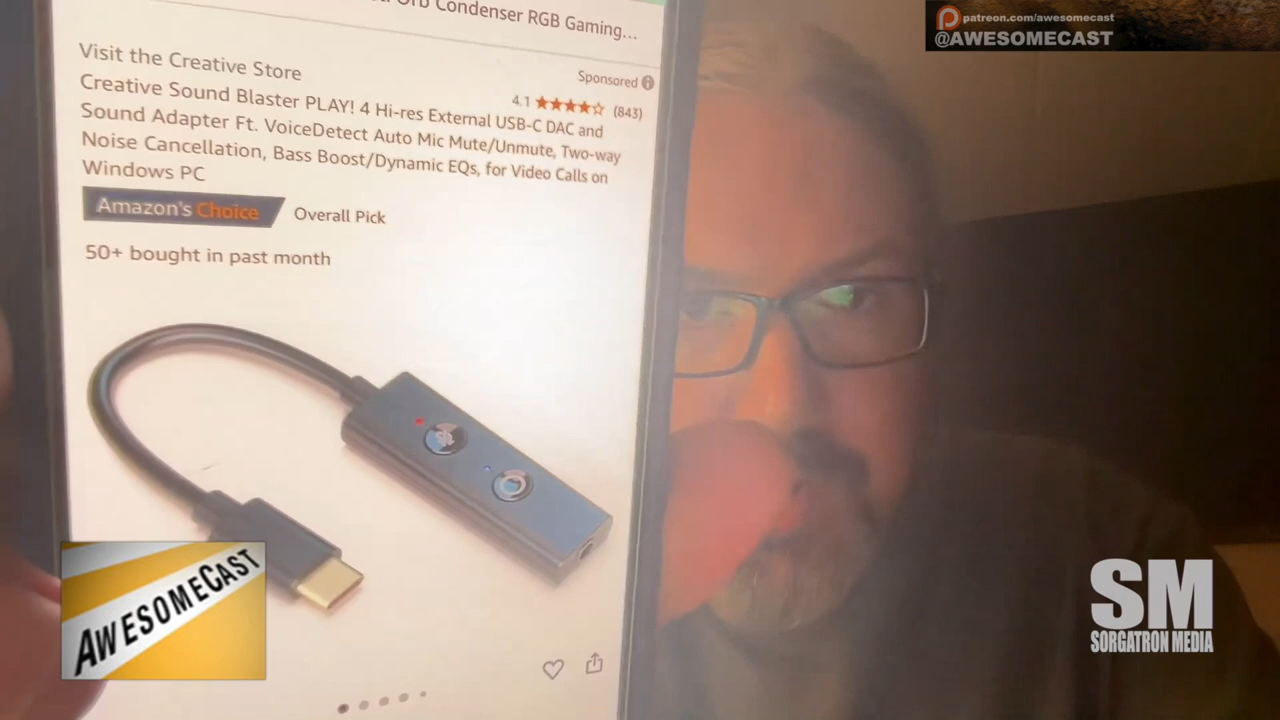 Condenser RGB Gaming...
Visit the Creative Store
Sponsored
4.1 (843)
Creative Sound Blaster PLAY! 4 Hi-res External USB-C DAC and
Sound Adapter Ft. VoiceDetect Auto Mic Mute/Unmute, Two-way
Noise Cancellation, Bass Boost/Dynamic EQs, for Video Calls on
Windows PC
Amazon's Choice Overall Pick
50+ bought in past month
patreon.com/awesomecast
@AWESOMECAST
AWESOMECAST
SM
SORGATRON MEDIA